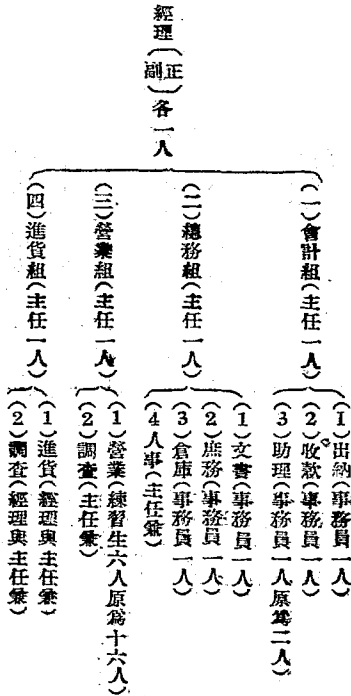 經理(正副)各一人
(一)會計組(主任一人)
(1)出納(事務員一人)
(2)收款(事務員一人)
(3)助理(事務員一人原爲二人)
(二)總務組(主任一人)
(1)文書(事務員一人)
(2)庶務(事務員一人)
(3)倉庫(事務員一人)
(4人事(主任兼)
(三)營業組(主任一人)
(1)營業(練習生六人原爲十六人)
(2)調查(主任兼)
(四)進貨組(主任一人)
(1)進貨(經理與主任兼)
(2)調查(經理與主任兼)